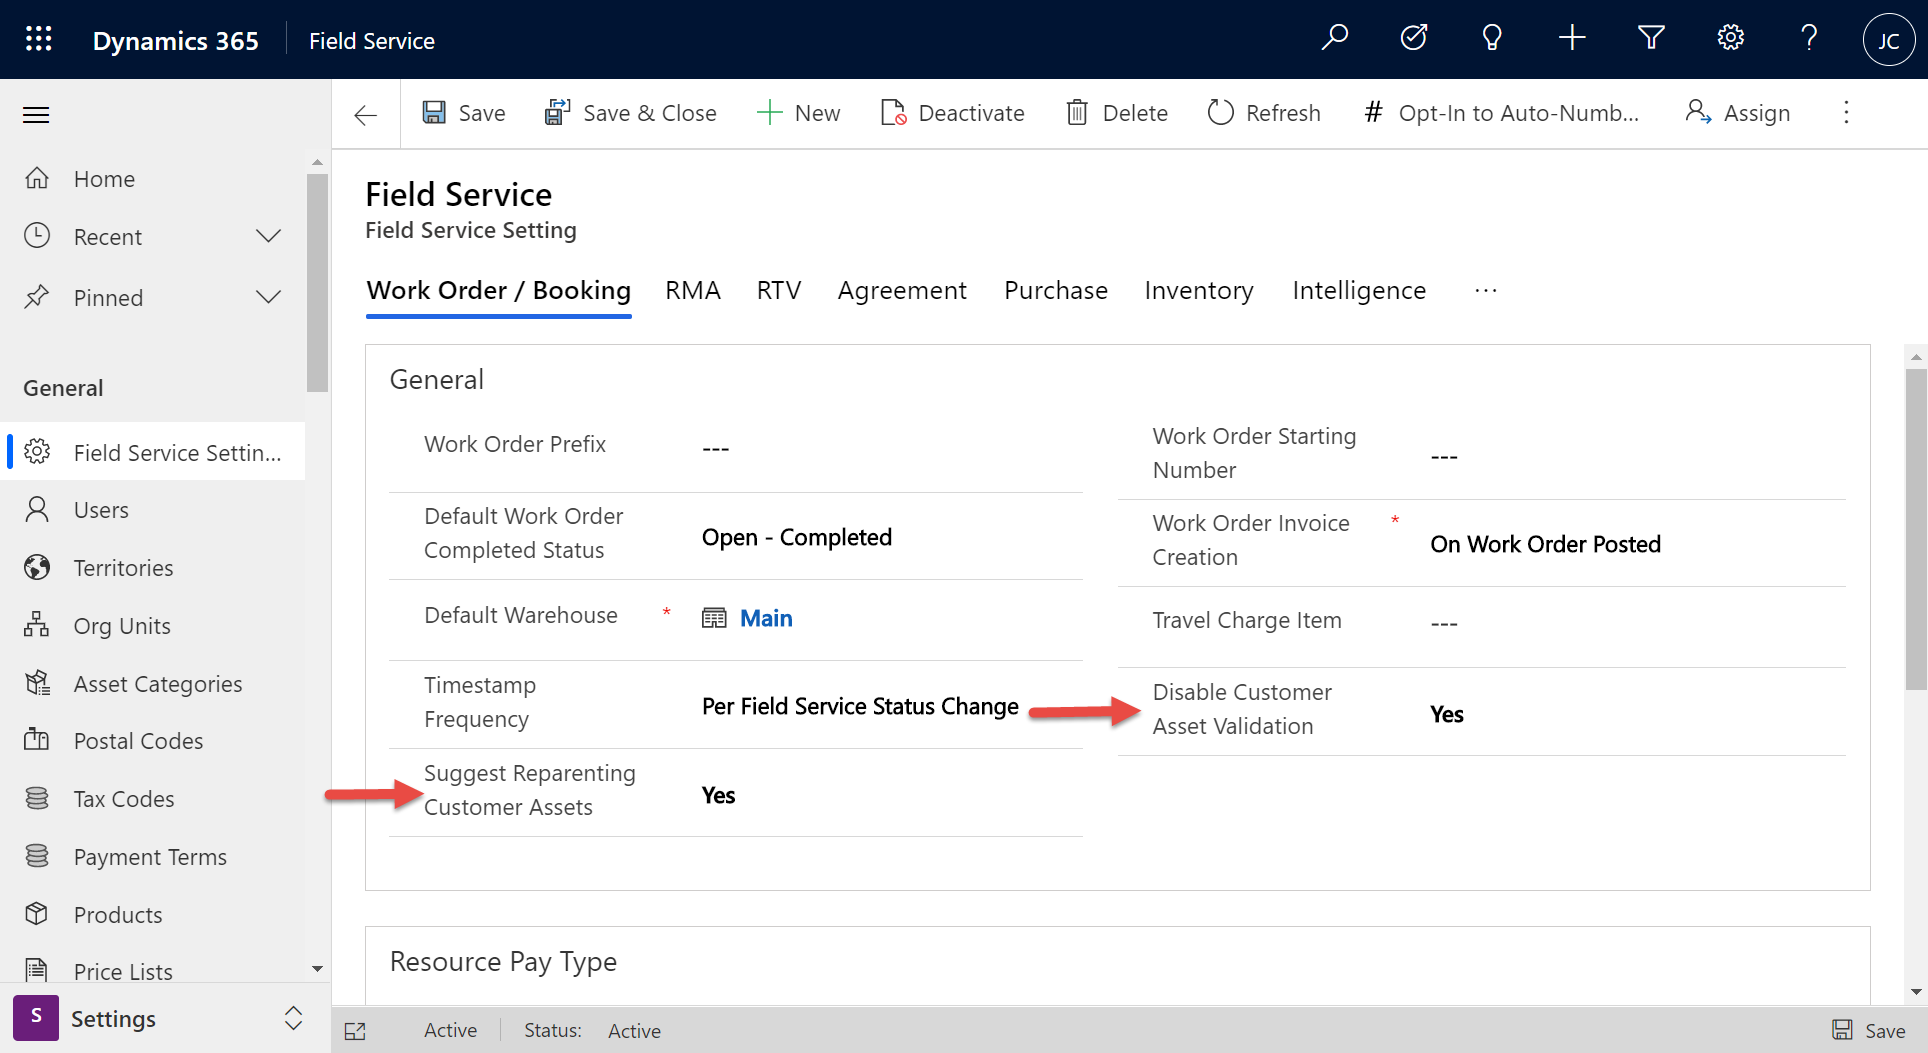 Dynamics 365
Field Service
JC
Save
Save & Close
New
Deactivate
Delete
Refresh
# Opt-In to Auto-Numb...
Assign
Home
Recent
Pinned
General
Field Service Settin...
Users
Territories
Org Units
Asset Categories
Postal Codes
Tax Codes
Payment Terms
Products
Price Lists
S
Settings
Field Service
Field Service Setting
Work Order / Booking
RMA
RTV
Agreement
Purchase
Inventory
Intelligence
...
General
Work Order Prefix
---
Work Order Starting
Number
---
Default Work Order
Completed Status
Open - Completed
Work Order Invoice
Creation
*
On Work Order Posted
Default Warehouse
*
Main
Travel Charge Item
---
Timestamp
Frequency
Per Field Service Status Change
Disable Customer
Asset Validation
Yes
Suggest Reparenting
Customer Assets
Yes
Resource Pay Type
Active
Status:
Active
Save